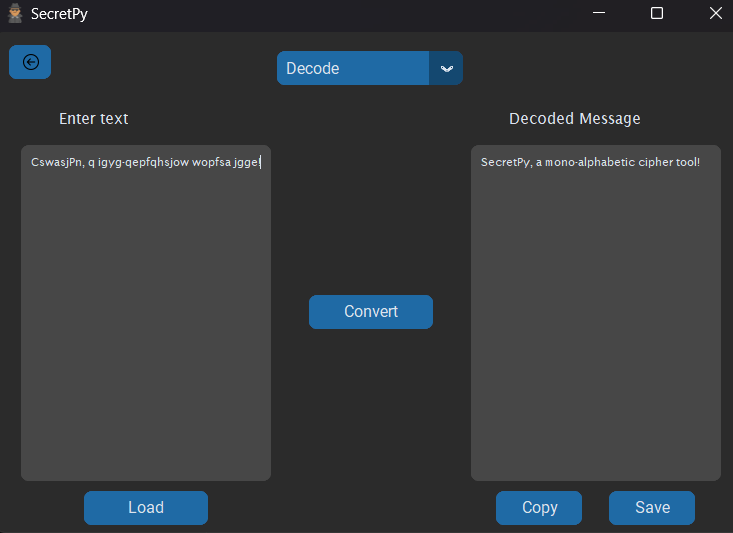 SecretPy
Decode
Enter text
Decoded Message
CswasjPn, q igyg-qepfqhsjow wopfsa jgge!
SecretPy, a mono-alphabetic cipher tool!
Convert
Load
Copy
Save